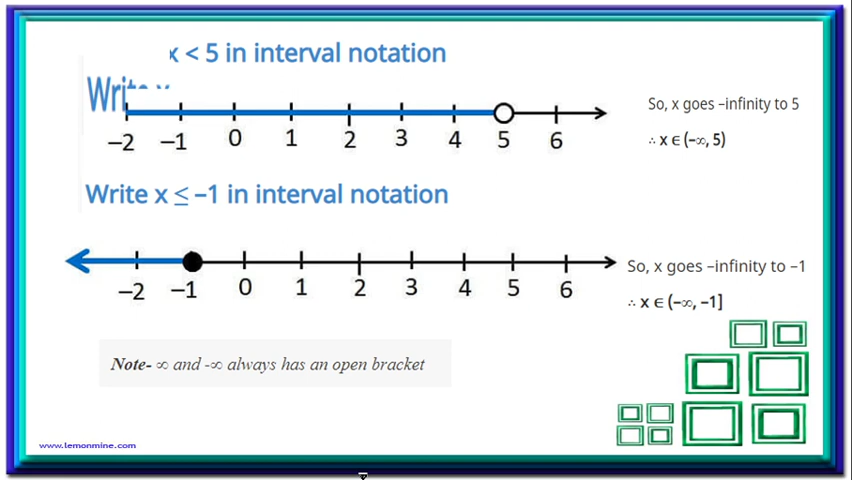 x < 5 in interval notation
–2 –1 0 1 2 3 4 5 6
So, x goes –infinity to 5
∴ x ∈ (–∞, 5)
Write x ≤ –1 in interval notation
–2 –1 0 1 2 3 4 5 6
So, x goes –infinity to –1
∴ x ∈ (–∞, –1]
Note- ∞ and -∞ always has an open bracket
www.lemonmine.com